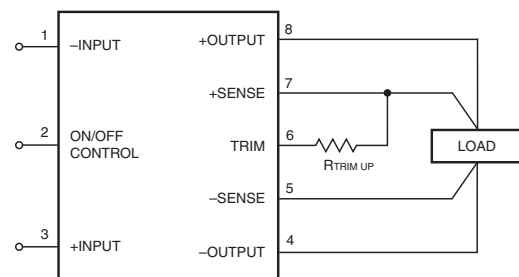 1
–INPUT
2
ON/OFF
CONTROL
3
+INPUT
+OUTPUT
8
+SENSE
7
TRIM
6
RTRIM UP
–SENSE
5
–OUTPUT
4
LOAD